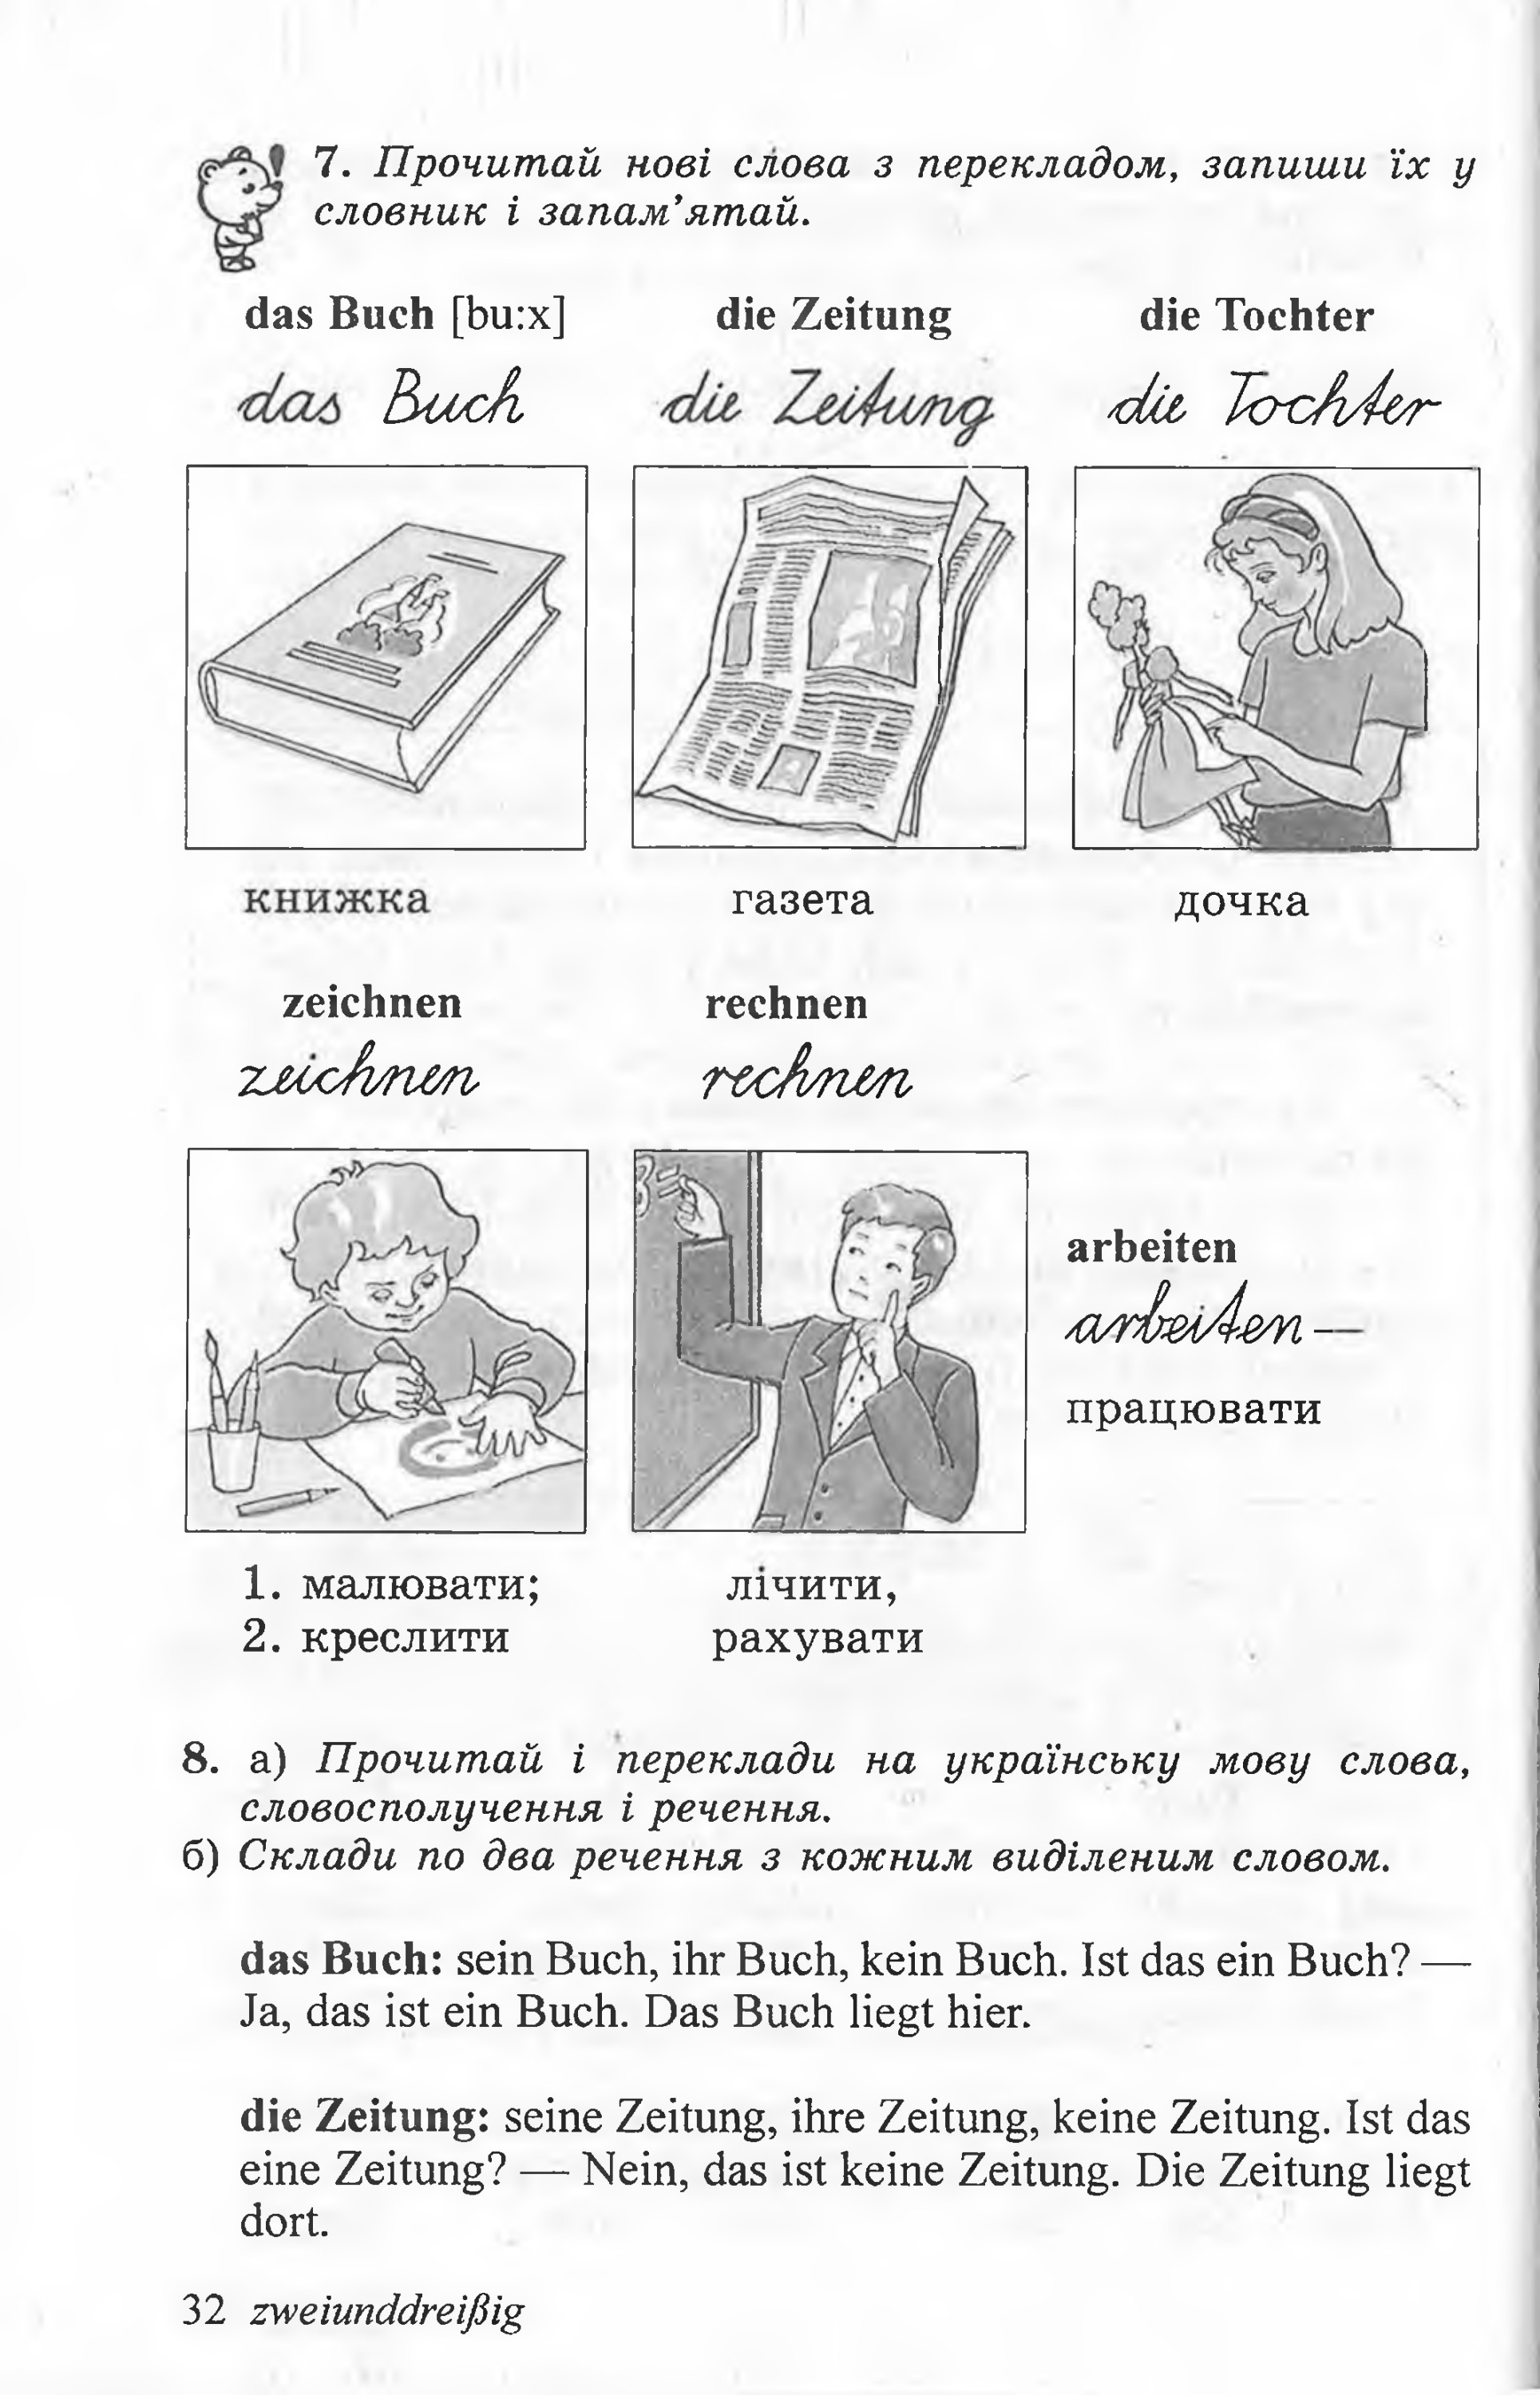 7. Прочитай нові слова з перекладом, запиши їх у
словник і запам’ятай.
das Buch [bu:x] die Zeitung die Tochter
das Buch die Zeitung die Tochter
книжка газета дочка
zeichnen rechnen
zeichnen rechnen
arbeiten
arbeiten —
працювати
1. малювати; лічити,
2. креслити рахувати
8. а) Прочитай і переклади на українську мову слова,
словосполучення і речення.
б) Склади по два речення з кожним виділеним словом.
das Buch: sein Buch, ihr Buch, kein Buch. Ist das ein Buch? —
Ja, das ist ein Buch. Das Buch liegt hier.
die Zeitung: seine Zeitung, ihre Zeitung, keine Zeitung. Ist das
eine Zeitung? — Nein, das ist keine Zeitung. Die Zeitung liegt
dort.
32 zweiunddreißig